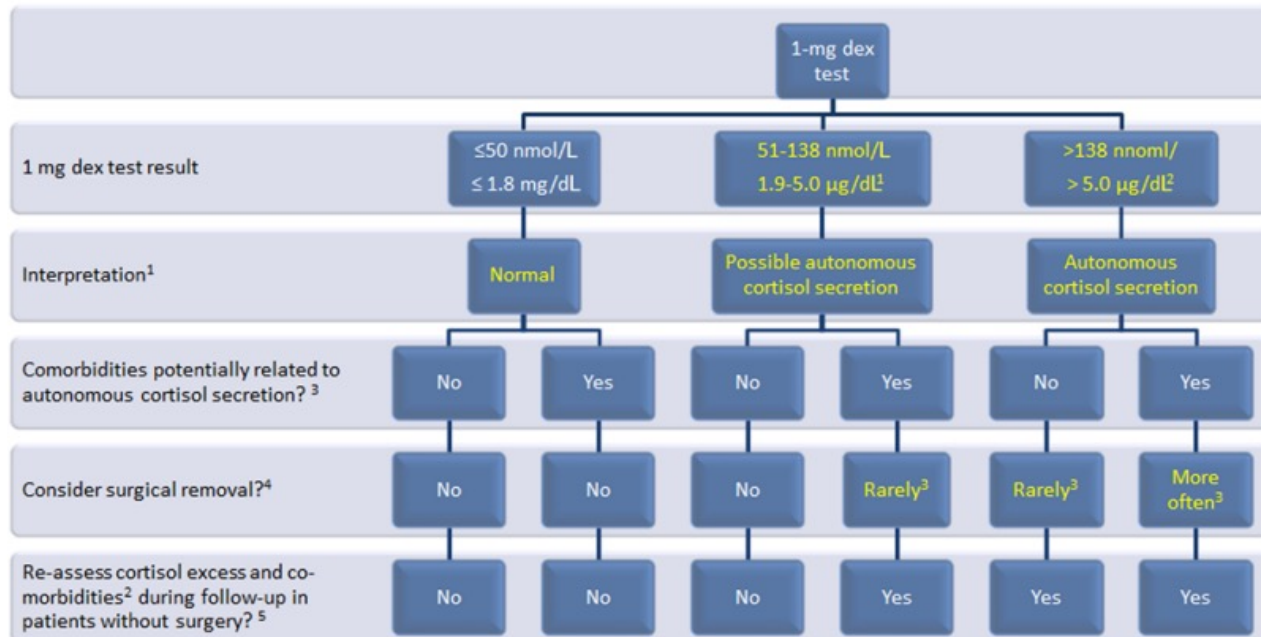 1-mg dex
test
1 mg dex test result
≤50 nmol/L
≤ 1.8 mg/dL
51-138 nmol/L
1.9-5.0 µg/dL¹
>138 nnoml/
> 5.0 µg/dL²
Interpretation¹
Normal
Possible autonomous
cortisol secretion
Autonomous
cortisol secretion
Comorbidities potentially related to
autonomous cortisol secretion? ³
No
Yes
No
Yes
No
Yes
Consider surgical removal?⁴
No
No
No
Rarely³
Rarely³
More
often³
Re-assess cortisol excess and co-
morbidities² during follow-up in
patients without surgery? ⁵
No
No
No
Yes
Yes
Yes